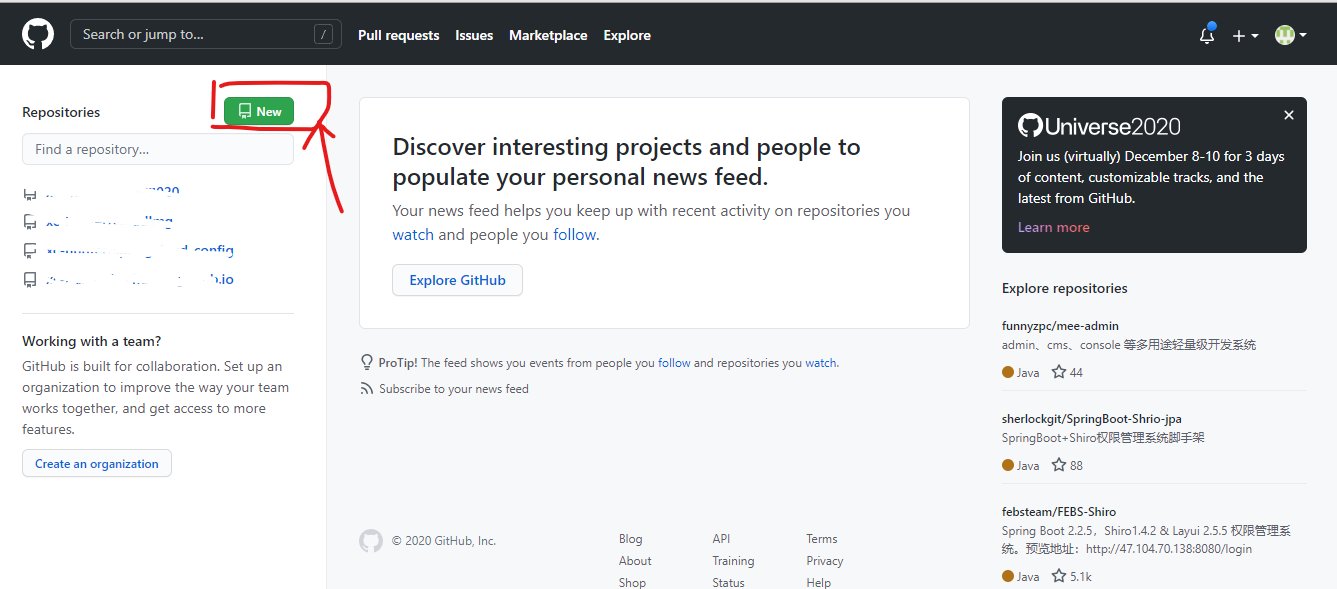 Search or jump to...
/
Pull requests
Issues
Marketplace
Explore
Repositories
New
Find a repository...
config
.io
Working with a team?
GitHub is built for collaboration. Set up an
organization to improve the way your team
works together, and get access to more
features.
Create an organization
Discover interesting projects and people to
populate your personal news feed.
Your news feed helps you keep up with recent activity on repositories you
watch and people you follow.
Explore GitHub
ProTip! The feed shows you events from people you follow and repositories you watch.
Subscribe to your news feed
© 2020 GitHub, Inc.
Blog
About
Shop
API
Training
Status
Terms
Privacy
Help
Universe2020
Join us (virtually) December 8-10 for 3 days
of content, customizable tracks, and the
latest from GitHub.
Learn more
Explore repositories
funnyzpc/mee-admin
admin、cms、console 等多用途轻量级开发系统
Java 44
sherlockgit/SpringBoot-Shrio-jpa
SpringBoot+Shiro权限管理系统脚手架
Java 88
febsteam/FEBS-Shiro
Spring Boot 2.2.5，Shiro1.4.2 & Layui 2.5.5 权限管理系
统。预览地址：http://47.104.70.138:8080/login
Java 5.1k